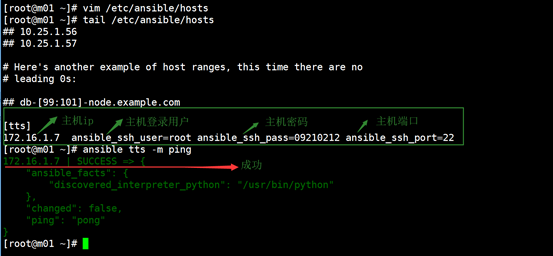 [root@m01 ~]# vim /etc/ansible/hosts
[root@m01 ~]# tail /etc/ansible/hosts
## 10.25.1.56
## 10.25.1.57
# Here's another example of host ranges, this time there are no
# leading 0s:
## db-[99:101]-node.example.com
主机ip 主机登录用户 主机密码 主机端口
[tts]
172.16.1.7 ansible_ssh_user=root ansible_ssh_pass=09210212 ansible_ssh_port=22
[root@m01 ~]# ansible tts -m ping
172.16.1.7 | SUCCESS => { 成功
"ansible_facts": {
"discovered_interpreter_python": "/usr/bin/python"
},
"changed": false,
"ping": "pong"
}
[root@m01 ~]#